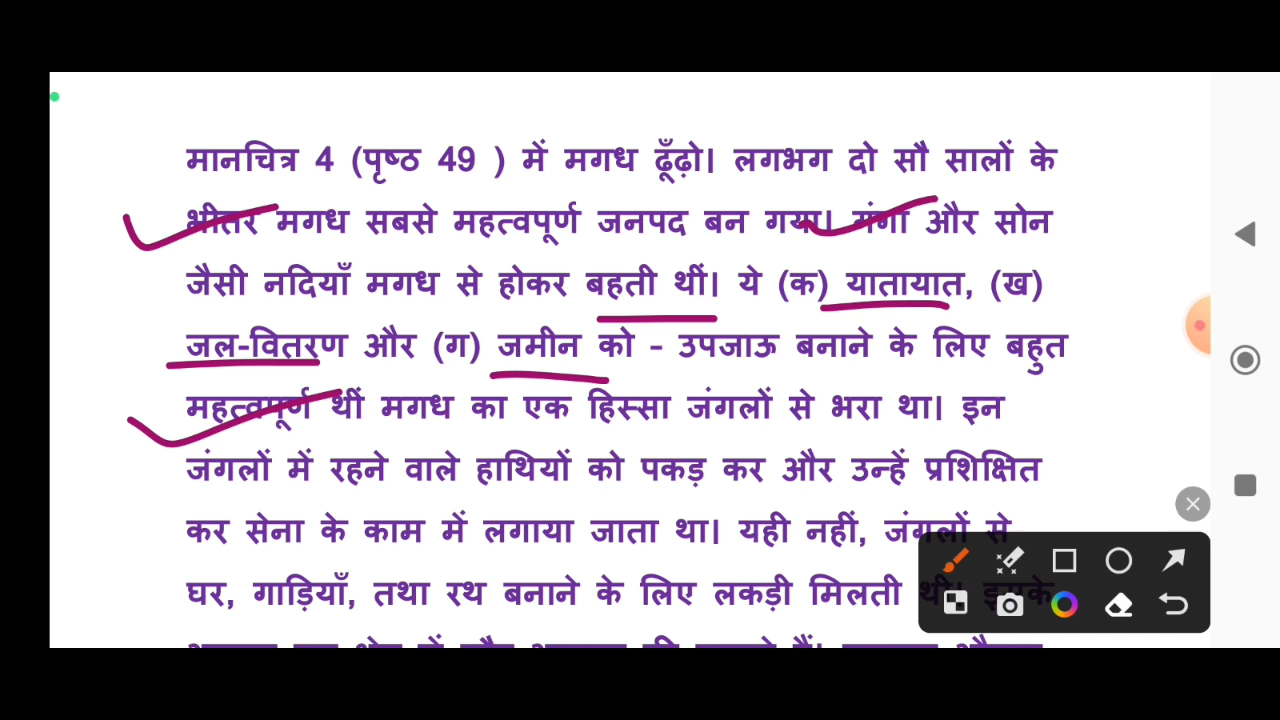 मानचित्र 4 (पृष्ठ 49 ) में मगध ढूँढ़ो। लगभग दो सौ सालों के
भीतर मगध सबसे महत्वपूर्ण जनपद बन गया। गंगा और सोन
जैसी नदियाँ मगध से होकर बहती थीं। ये (क) यातायात, (ख)
जल-वितरण और (ग) जमीन को - उपजाऊ बनाने के लिए बहुत
महत्वपूर्ण थीं मगध का एक हिस्सा जंगलों से भरा था। इन
जंगलों में रहने वाले हाथियों को पकड़ कर और उन्हें प्रशिक्षित
कर सेना के काम में लगाया जाता था। यही नहीं, जंगलों से
घर, गाड़ियाँ, तथा रथ बनाने के लिए लकड़ी मिलती थी। इसके